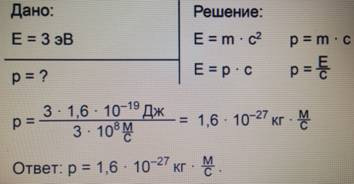 Дано:
Решение:
E = 3 эВ
E = m · c² p = m · c
p = ?
E = p · c p = E/c
p = 3 · 1,6 · 10⁻¹⁹ Дж / 3 · 10⁸ М/С = 1,6 · 10⁻²⁷ кг · М/С
Ответ: p = 1,6 · 10⁻²⁷ кг · М/С .